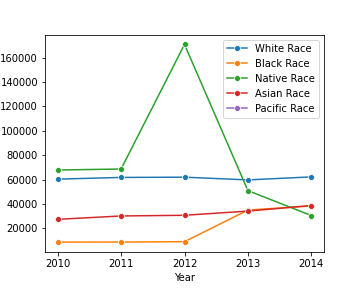 White Race
Black Race
Native Race
Asian Race
Pacific Race
160000
140000
120000
100000
80000
60000
40000
20000
2010 2011 2012 2013 2014
Year